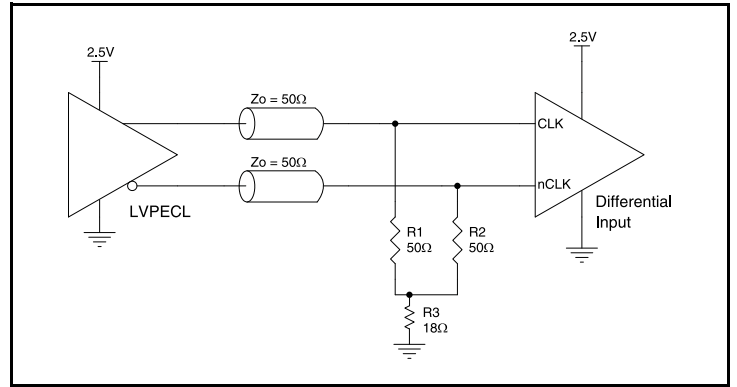 2.5V
2.5V
Zo = 50Ω
CLK
Zo = 50Ω
nCLK
LVPECL
Differential
Input
R1
50Ω
R2
50Ω
R3
18Ω